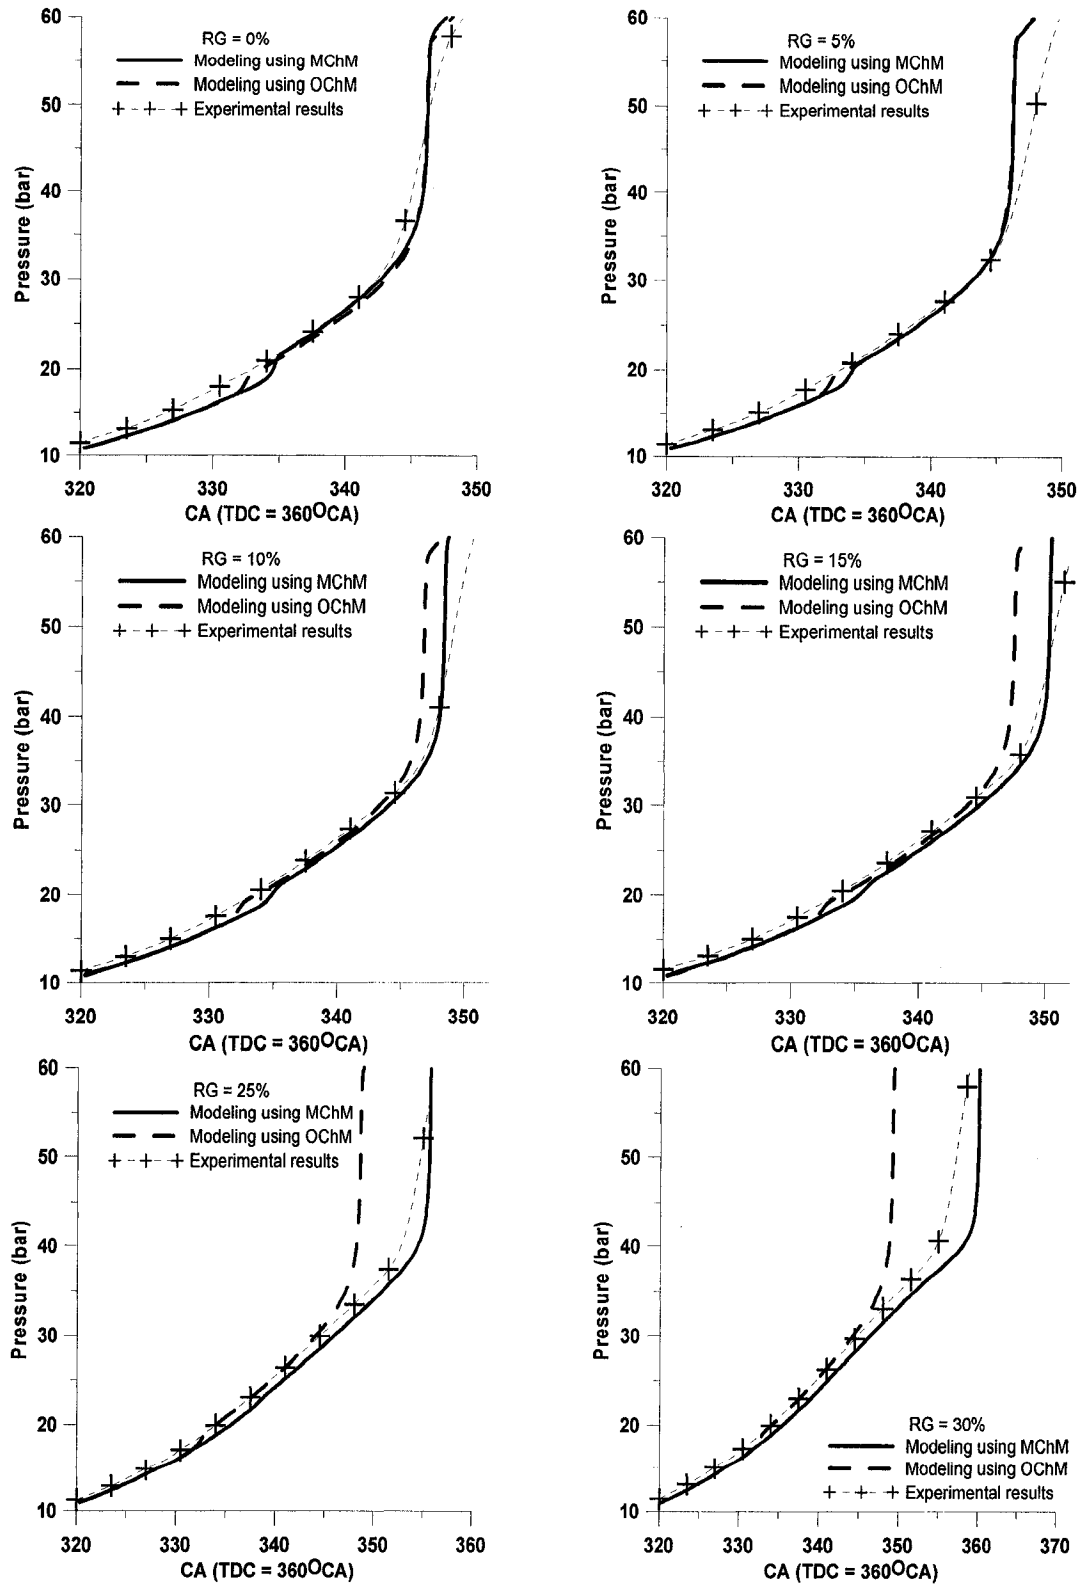 RG = 0%
Modeling using MChM
Modeling using OChM
Experimental results
Pressure (bar)
60
50
40
30
20
10
320
330
340
350
CA (TDC = 360OCA)
RG = 5%
Modeling using MChM
Modeling using OChM
Experimental results
Pressure (bar)
60
50
40
30
20
10
320
330
340
350
CA (TDC = 360OCA)
RG = 10%
Modeling using MChM
Modeling using OChM
Experimental results
Pressure (bar)
60
50
40
30
20
10
320
330
340
350
CA (TDC = 360OCA)
RG = 15%
Modeling using MChM
Modeling using OChM
Experimental results
Pressure (bar)
60
50
40
30
20
10
320
330
340
350
CA (TDC = 360OCA)
RG = 25%
Modeling using MChM
Modeling using OChM
Experimental results
Pressure (bar)
60
50
40
30
20
10
320
330
340
350
360
CA (TDC = 360OCA)
RG = 30%
Modeling using MChM
Modeling using OChM
Experimental results
Pressure (bar)
60
50
40
30
20
10
320
330
340
350
360
370
CA (TDC = 360OCA)